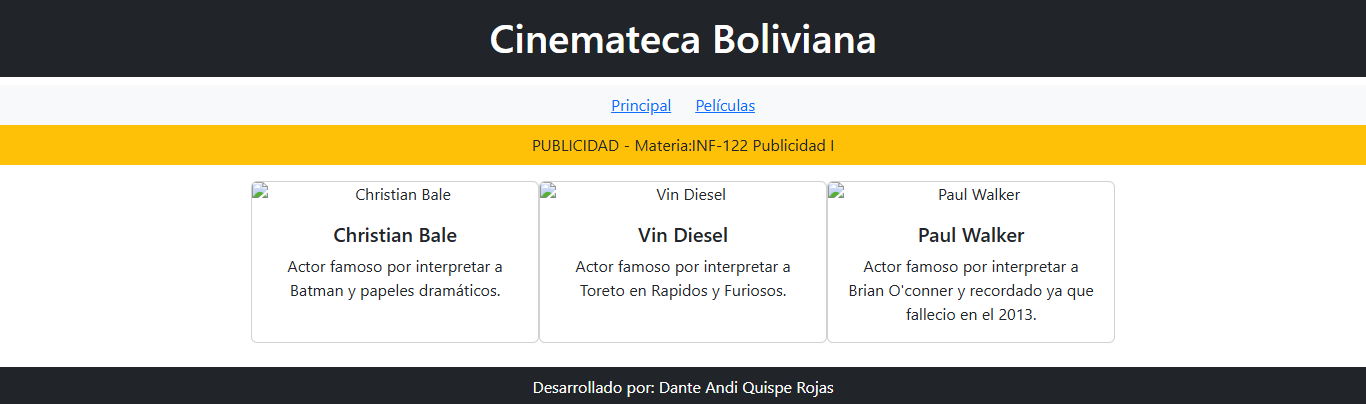 Cinemateca Boliviana
Principal Películas
PUBLICIDAD - Materia:INF-122 Publicidad I
Christian Bale
Christian Bale
Actor famoso por interpretar a
Batman y papeles dramáticos.
Vin Diesel
Vin Diesel
Actor famoso por interpretar a
Toreto en Rapidos y Furiosos.
Paul Walker
Paul Walker
Actor famoso por interpretar a
Brian O'conner y recordado ya que
fallecio en el 2013.
Desarrollado por: Dante Andi Quispe Rojas